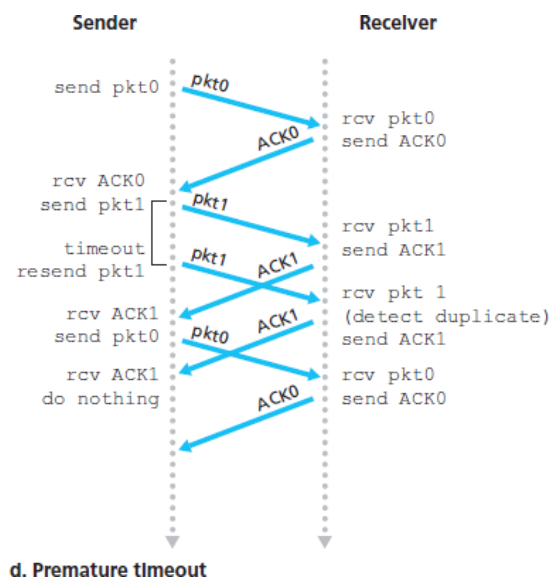 Sender
Receiver
send pkt0
pkt0
rcv pkt0
send ACK0
ACK0
rcv ACK0
send pkt1
pkt1
rcv pkt1
send ACK1
timeout
resend pkt1
pkt1
ACK1
rcv pkt 1
(detect duplicate)
send ACK1
rcv ACK1
send pkt0
pkt0
ACK1
rcv pkt0
send ACK0
rcv ACK1
do nothing
ACK0
d. Premature timeout